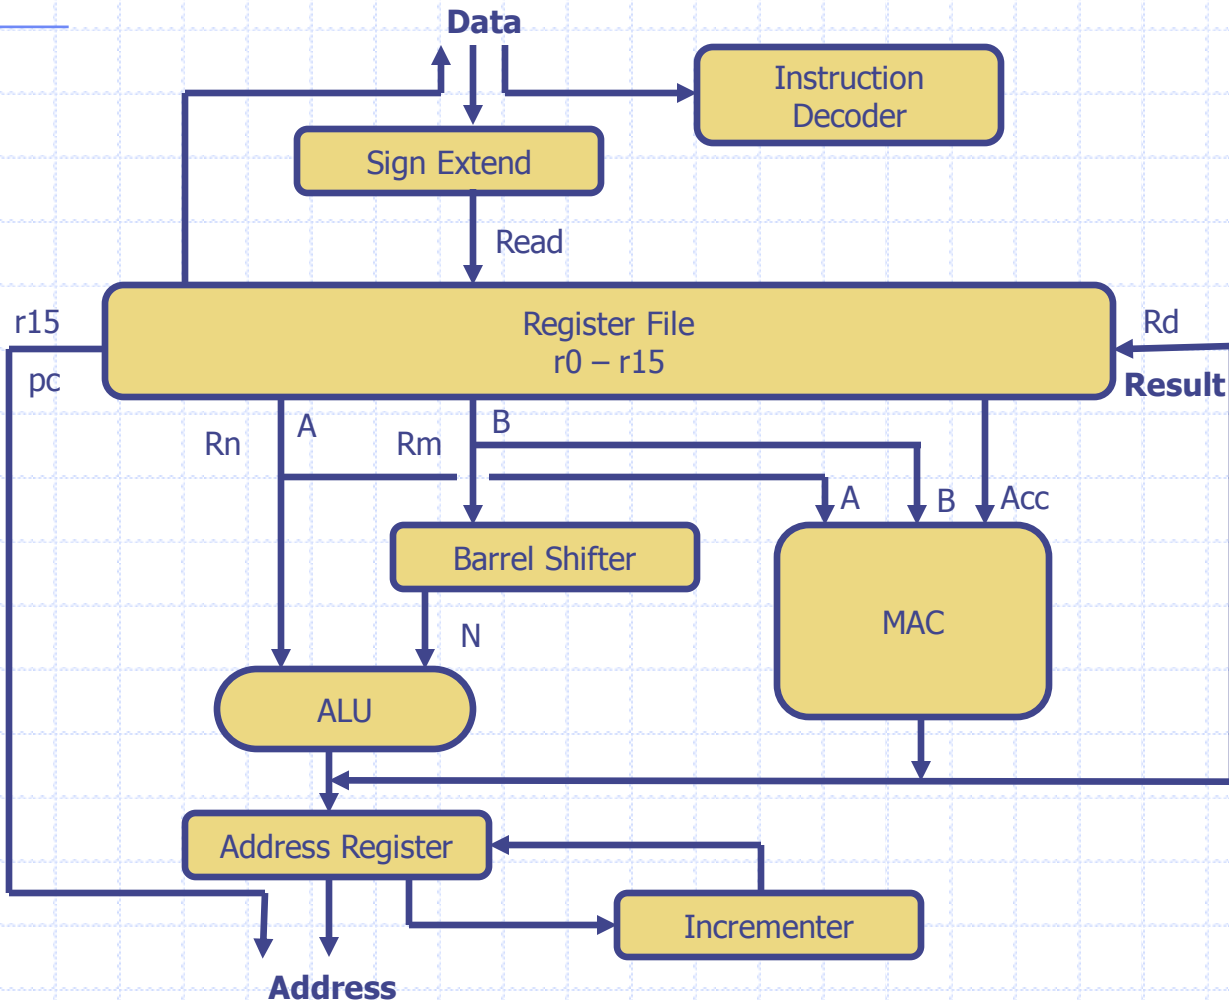 Data
Instruction
Decoder
Sign Extend
Read
Register File
r0 – r15
r15
pc
Rd
Result
Rn
A
Rm
B
A
B
Acc
Barrel Shifter
N
MAC
ALU
Address Register
Incrementer
Address